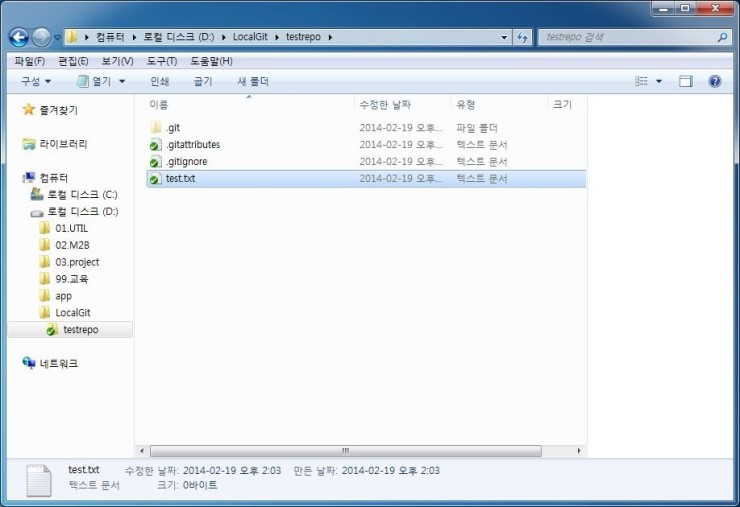 컴퓨터 로컬 디스크 (D:) LocalGit testrepo testrepo 검색
파일(F) 편집(E) 보기(V) 도구(T) 도움말(H)
구성 열기 인쇄 굽기 새 폴더
즐겨찾기
라이브러리
컴퓨터
로컬 디스크 (C:)
로컬 디스크 (D:)
01.UTIL
02.M2B
03.project
99.교육
app
LocalGit
testrepo
네트워크
이름 수정한 날짜 유형 크기
.git 2014-02-19 오후... 파일 폴더
.gitattributes 2014-02-19 오후... 텍스트 문서
.gitignore 2014-02-19 오후... 텍스트 문서
test.txt 2014-02-19 오후... 텍스트 문서
test.txt 수정한 날짜: 2014-02-19 오후 2:03 만든 날짜: 2014-02-19 오후 2:03
텍스트 문서 크기: 0바이트